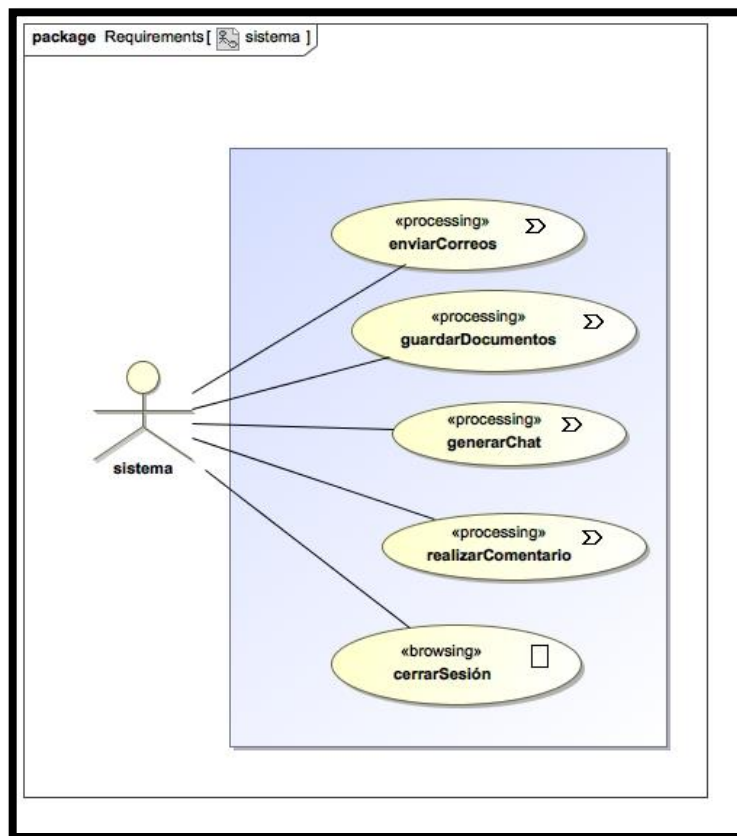 package Requirements [ sistema ]
«processing»
enviarCorreos
«processing»
guardarDocumentos
«processing»
generarChat
sistema
«processing»
realizarComentario
«browsing»
cerrarSesión